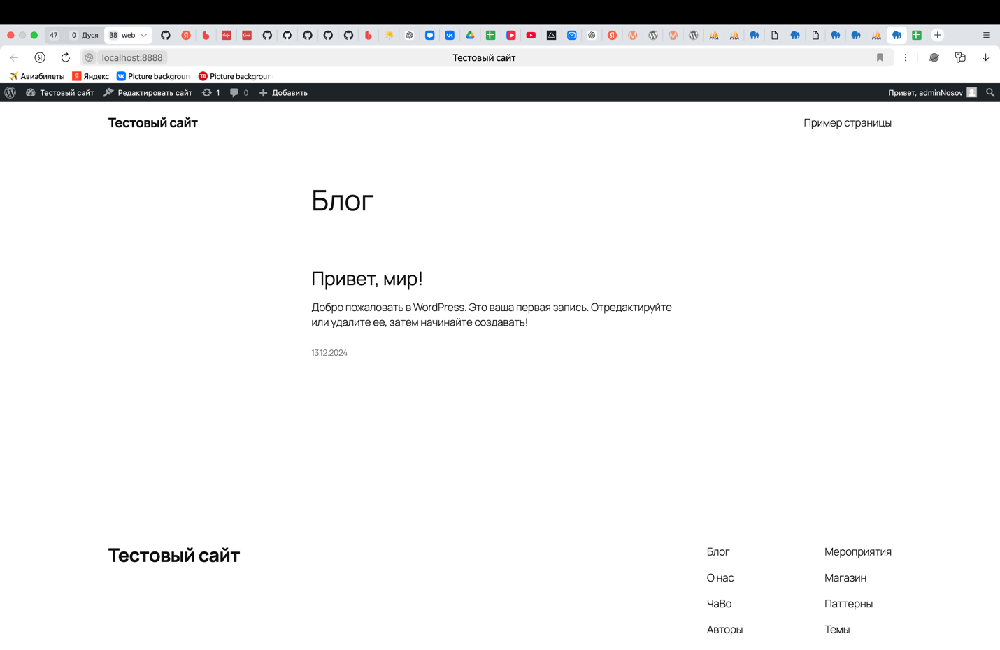 47 0 Дуся 38 web
localhost:8888 Тестовый сайт
Авиабилеты Яндекс Picture backgroun Picture backgroun
Тестовый сайт Редактировать сайт 1 0 Добавить Привет, adminNosov
Тестовый сайт Пример страницы
Блог
Привет, мир!
Добро пожаловать в WordPress. Это ваша первая запись. Отредактируйте
или удалите ее, затем начинайте создавать!
13.12.2024
Тестовый сайт
Блог Мероприятия
О нас Магазин
ЧаВо Паттерны
Авторы Темы